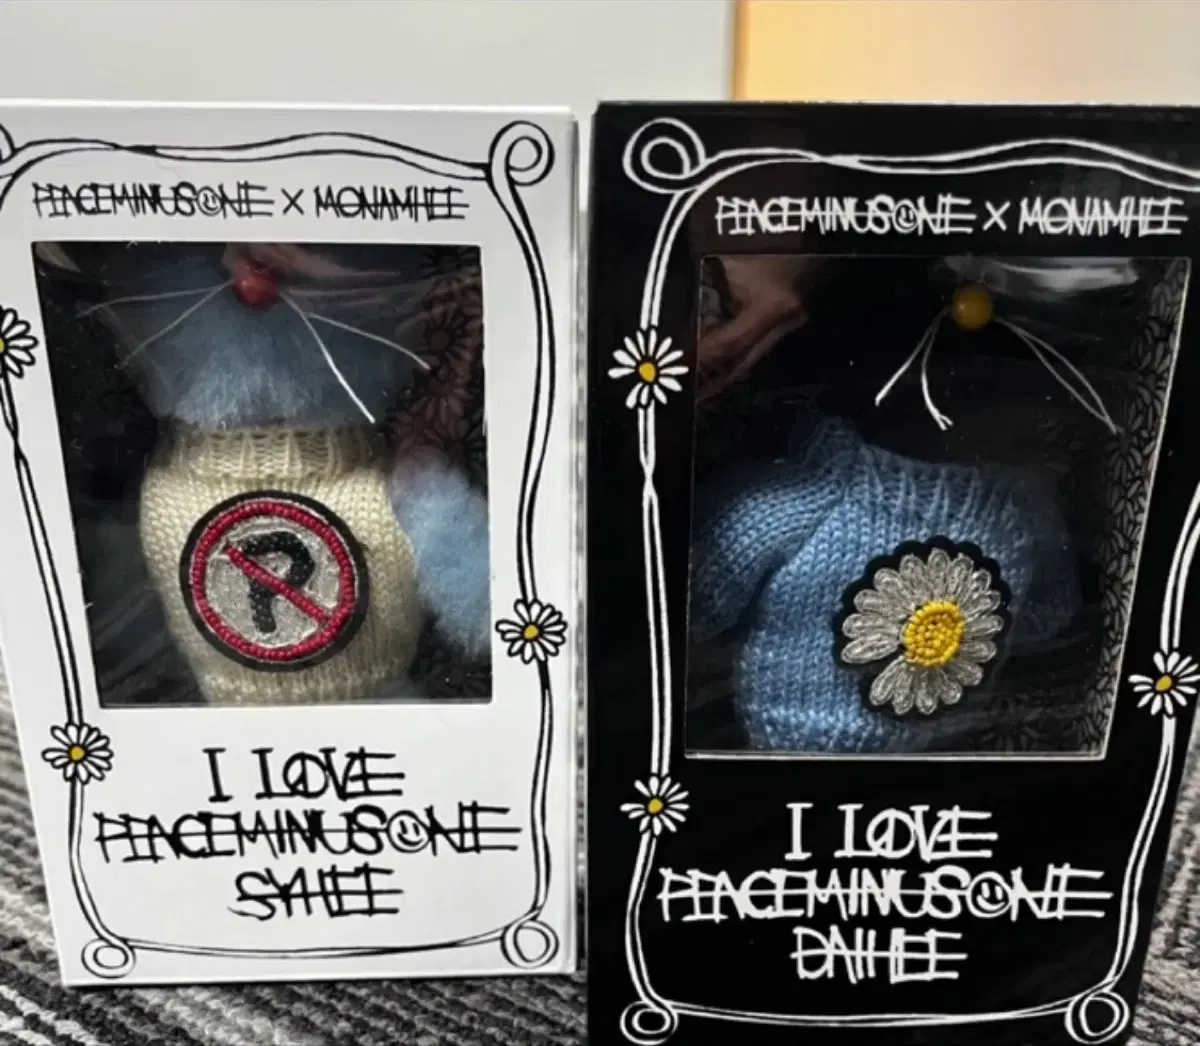 PEACEMINUSONE X MONAMHEE
P
I LOVE
PEACEMINUSONE
SYHEE
PEACEMINUSONE X MONAMHEE
I LOVE
PEACEMINUSONE
DAIHEE